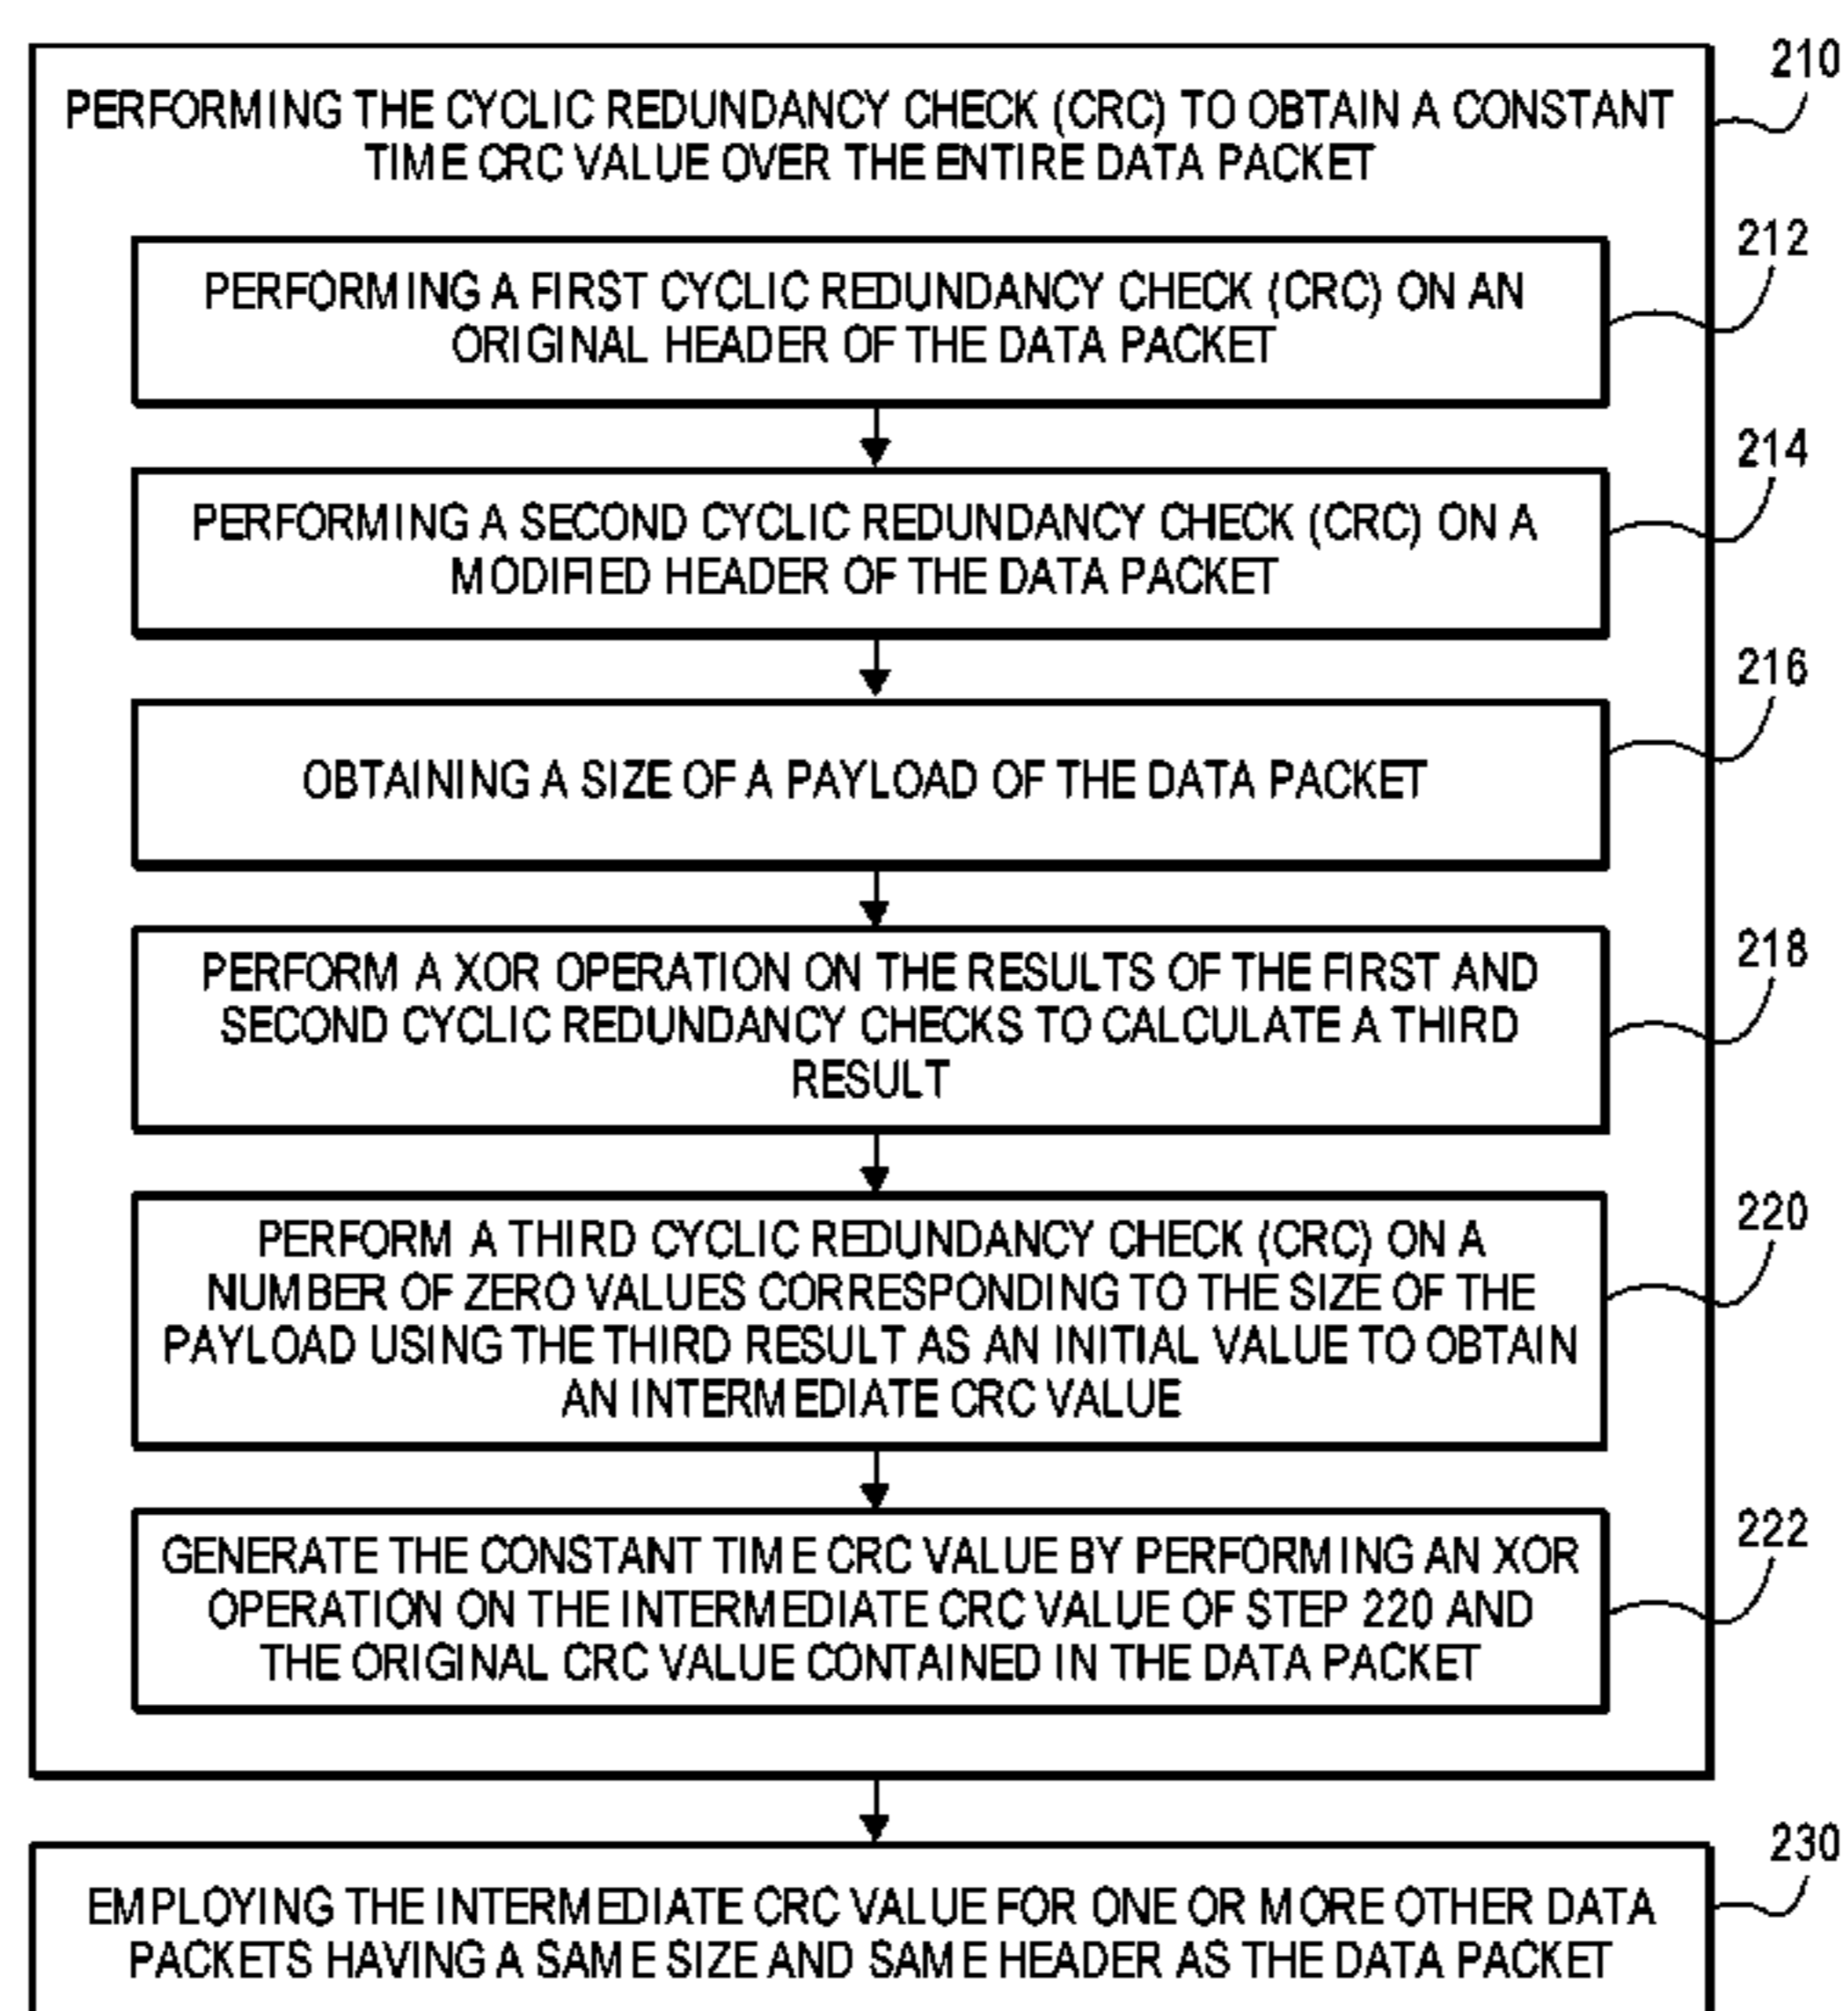 210
PERFORMING THE CYCLIC REDUNDANCY CHECK (CRC) TO OBTAIN A CONSTANT
TIME CRC VALUE OVER THE ENTIRE DATA PACKET
212
PERFORMING A FIRST CYCLIC REDUNDANCY CHECK (CRC) ON AN
ORIGINAL HEADER OF THE DATA PACKET
214
PERFORMING A SECOND CYCLIC REDUNDANCY CHECK (CRC) ON A
MODIFIED HEADER OF THE DATA PACKET
216
OBTAINING A SIZE OF A PAYLOAD OF THE DATA PACKET
218
PERFORM A XOR OPERATION ON THE RESULTS OF THE FIRST AND
SECOND CYCLIC REDUNDANCY CHECKS TO CALCULATE A THIRD
RESULT
220
PERFORM A THIRD CYCLIC REDUNDANCY CHECK (CRC) ON A
NUMBER OF ZERO VALUES CORRESPONDING TO THE SIZE OF THE
PAYLOAD USING THE THIRD RESULT AS AN INITIAL VALUE TO OBTAIN
AN INTERMEDIATE CRC VALUE
222
GENERATE THE CONSTANT TIME CRC VALUE BY PERFORMING AN XOR
OPERATION ON THE INTERMEDIATE CRC VALUE OF STEP 220 AND
THE ORIGINAL CRC VALUE CONTAINED IN THE DATA PACKET
230
EMPLOYING THE INTERMEDIATE CRC VALUE FOR ONE OR MORE OTHER DATA
PACKETS HAVING A SAME SIZE AND SAME HEADER AS THE DATA PACKET